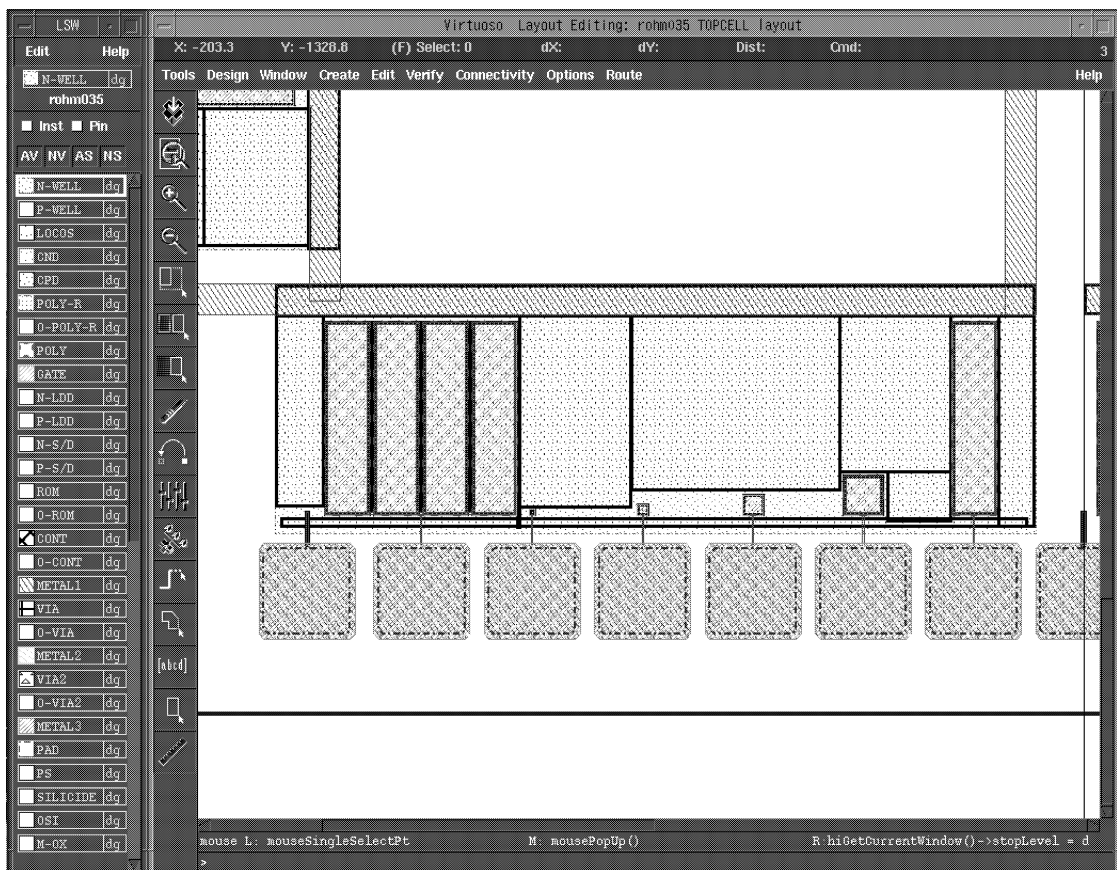 LSW
Virtuoso Layout Editing: rohm035 TOPCELL layout
Edit Help
X: -203.3 Y: -1328.8 (F) Select: 0 dX: dY: Dist: Cmd:
3
N-WELL dg
Tools Design Window Create Edit Verify Connectivity Options Route Help
rohm035
Inst Pin
AV NV AS NS
N-WELL dg
P-WELL dg
LOCOS dg
CND dg
CPD dg
POLY-R dg
O-POLY-R dg
POLY dg
GATE dg
N-LDD dg
P-LDD dg
N-S/D dg
P-S/D dg
ROM dg
O-ROM dg
CONT dg
O-CONT dg
METAL1 dg
VIA dg
O-VIA dg
METAL2 dg
VIA2 dg
O-VIA2 dg
METAL3 dg
PAD dg
PS dg
SILICIDE dg
OSI dg
M-OX dg
[abcd]
mouse L: mouseSingleSelectPt M: mousePopUp() R:hiGetCurrentWindow()->stopLevel = d
>